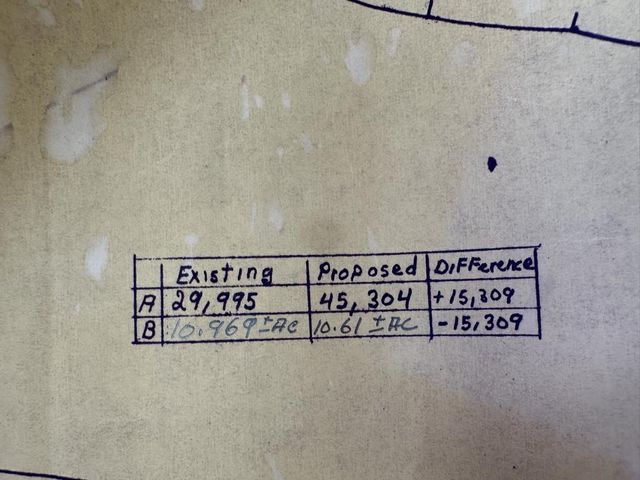 Existing Proposed Difference
A 29,995 45,304 +15,309
B 10.969 ±AC 10.61 ±AC -15,309